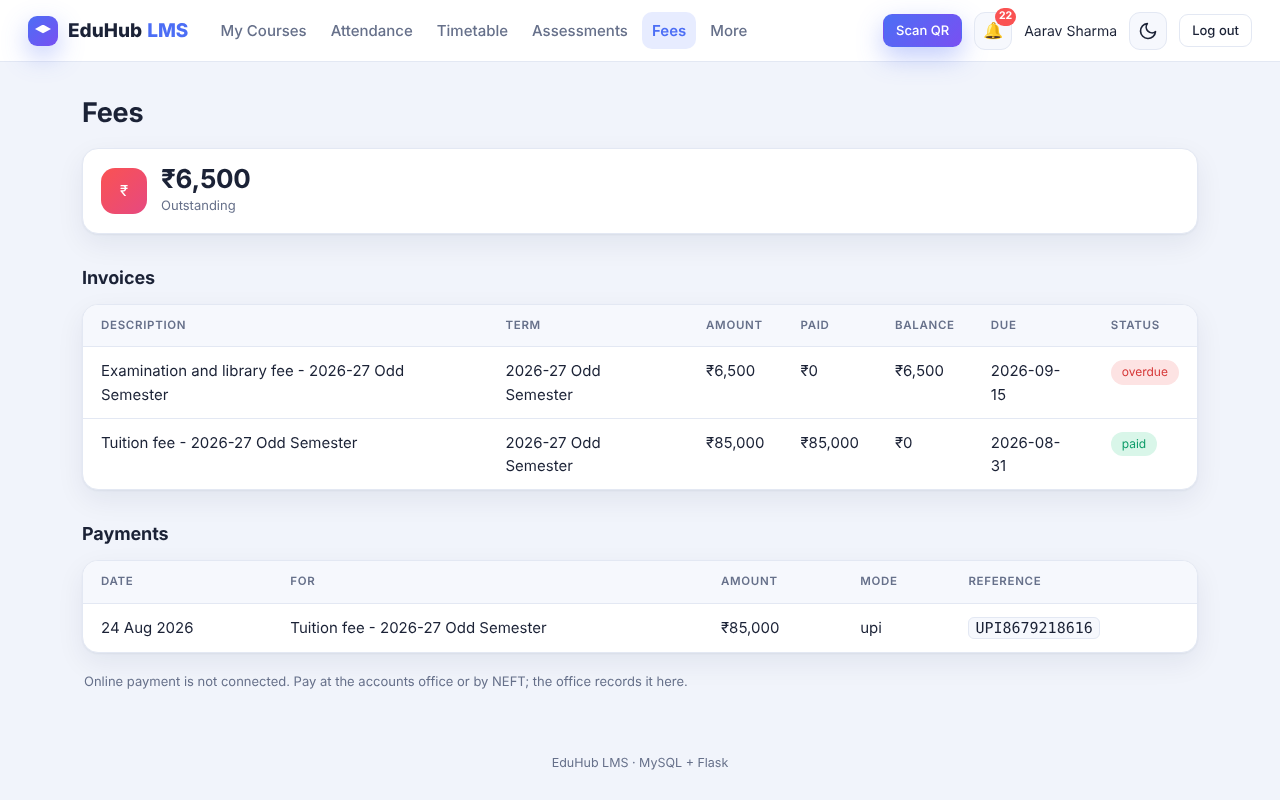 EduHub LMS My Courses Attendance Timetable Assessments Fees More Scan QR 22 Aarav Sharma Log out
Fees
₹
₹6,500
Outstanding
Invoices
DESCRIPTION TERM AMOUNT PAID BALANCE DUE STATUS
Examination and library fee - 2026-27 Odd 2026-27 Odd ₹6,500 ₹0 ₹6,500 2026-09- overdue
Semester Semester 15
Tuition fee - 2026-27 Odd Semester 2026-27 Odd ₹85,000 ₹85,000 ₹0 2026-08- paid
Semester 31
Payments
DATE FOR AMOUNT MODE REFERENCE
24 Aug 2026 Tuition fee - 2026-27 Odd Semester ₹85,000 upi UPI8679218616
Online payment is not connected. Pay at the accounts office or by NEFT; the office records it here.
EduHub LMS · MySQL + Flask